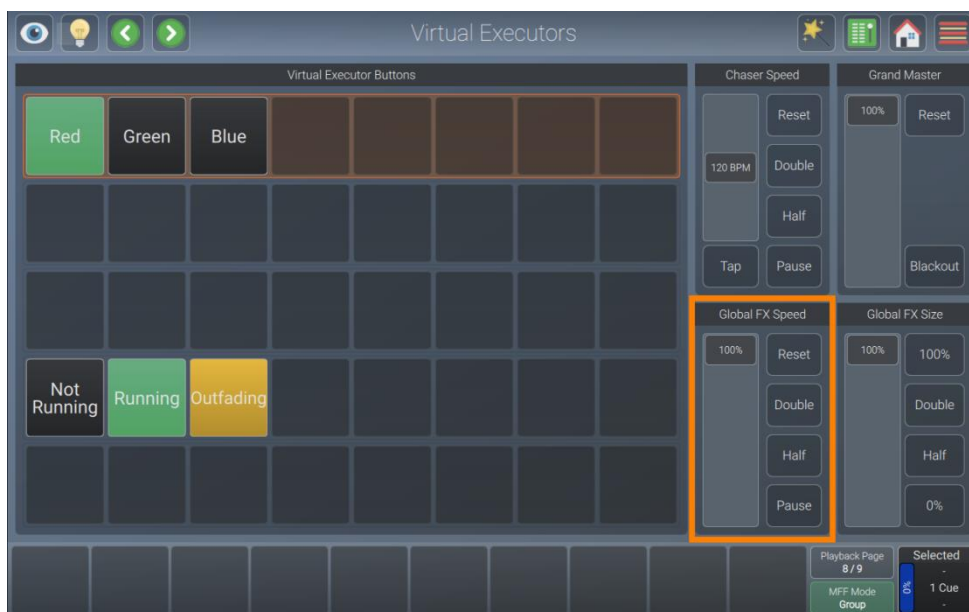 Virtual Executors
Virtual Executor Buttons
Chaser Speed
Grand Master
Red
Green
Blue
120 BPM
Reset
Double
Half
Tap
Pause
100%
Reset
Blackout
Global FX Speed
Global FX Size
100%
Reset
Double
Half
Pause
100%
100%
Double
Half
0%
Not
Running
Running
Outfading
Playback Page
8 / 9
MFF Mode
Group
0%
Selected
-
1 Cue
-